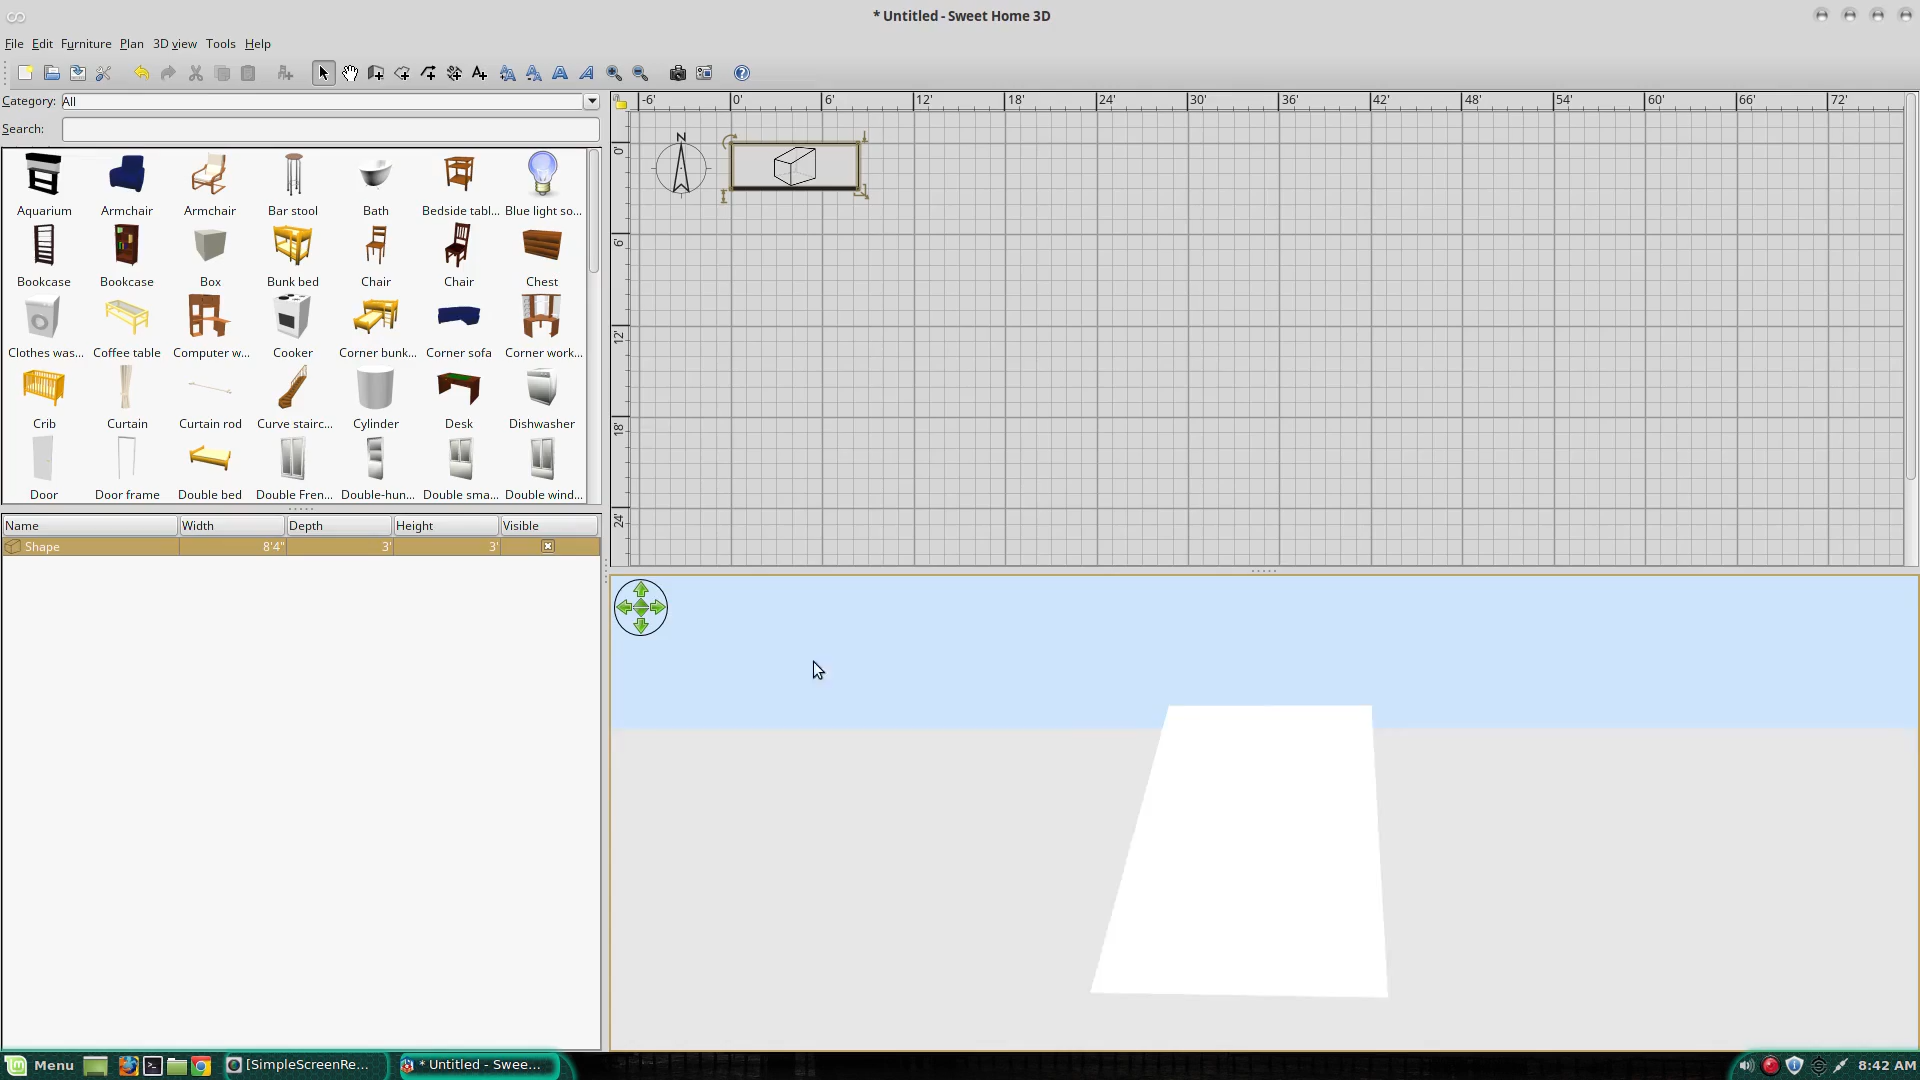 * Untitled - Sweet Home 3D
File Edit Furniture Plan 3D view Tools Help
Category: All
Search:
-6' 0' 6' 12' 18' 24' 30' 36' 42' 48' 54' 60' 66' 72'
N
0'
6'
12'
18'
24'
Aquarium Armchair Armchair Bar stool Bath Bedside tabl... Blue light so...
Bookcase Bookcase Box Bunk bed Chair Chair Chest
Clothes was... Coffee table Computer w... Cooker Corner bunk... Corner sofa Corner work...
Crib Curtain Curtain rod Curve stairc... Cylinder Desk Dishwasher
Door Door frame Double bed Double Fren... Double-hun... Double sma... Double wind...
Name Width Depth Height Visible
Shape 8'4" 3' 3'
Menu [SimpleScreenRe... * Untitled - Swee... 8:42 AM